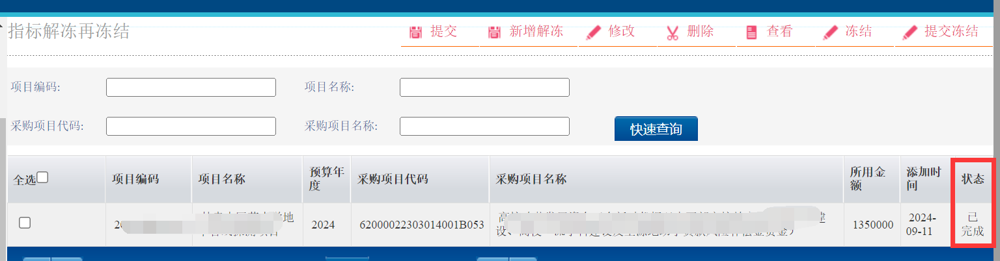 指标解冻再冻结
提交 新增解冻 修改 删除 查看 冻结 提交冻结
项目编码: 项目名称:
采购项目代码: 采购项目名称: 快速查询
全选 项目编码 项目名称 预算年度 采购项目代码 采购项目名称 所用金额 添加时间 状态
2 地 2024 62000022303014001B053 建 1350000 2024-09-11 已完成